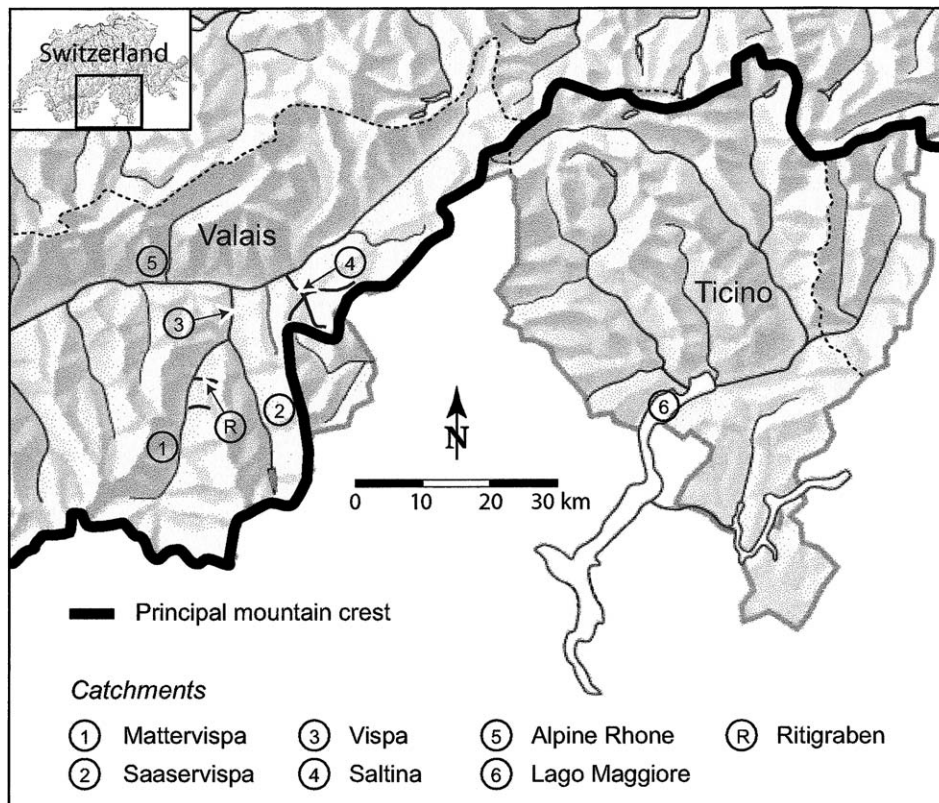 Switzerland
Valais
Ticino
5
4
3
R
2
1
6
N
0 10 20 30 km
Principal mountain crest
Catchments
1 Mattervispa
3 Vispa
5 Alpine Rhone
R Ritigraben
2 Saaservispa
4 Saltina
6 Lago Maggiore